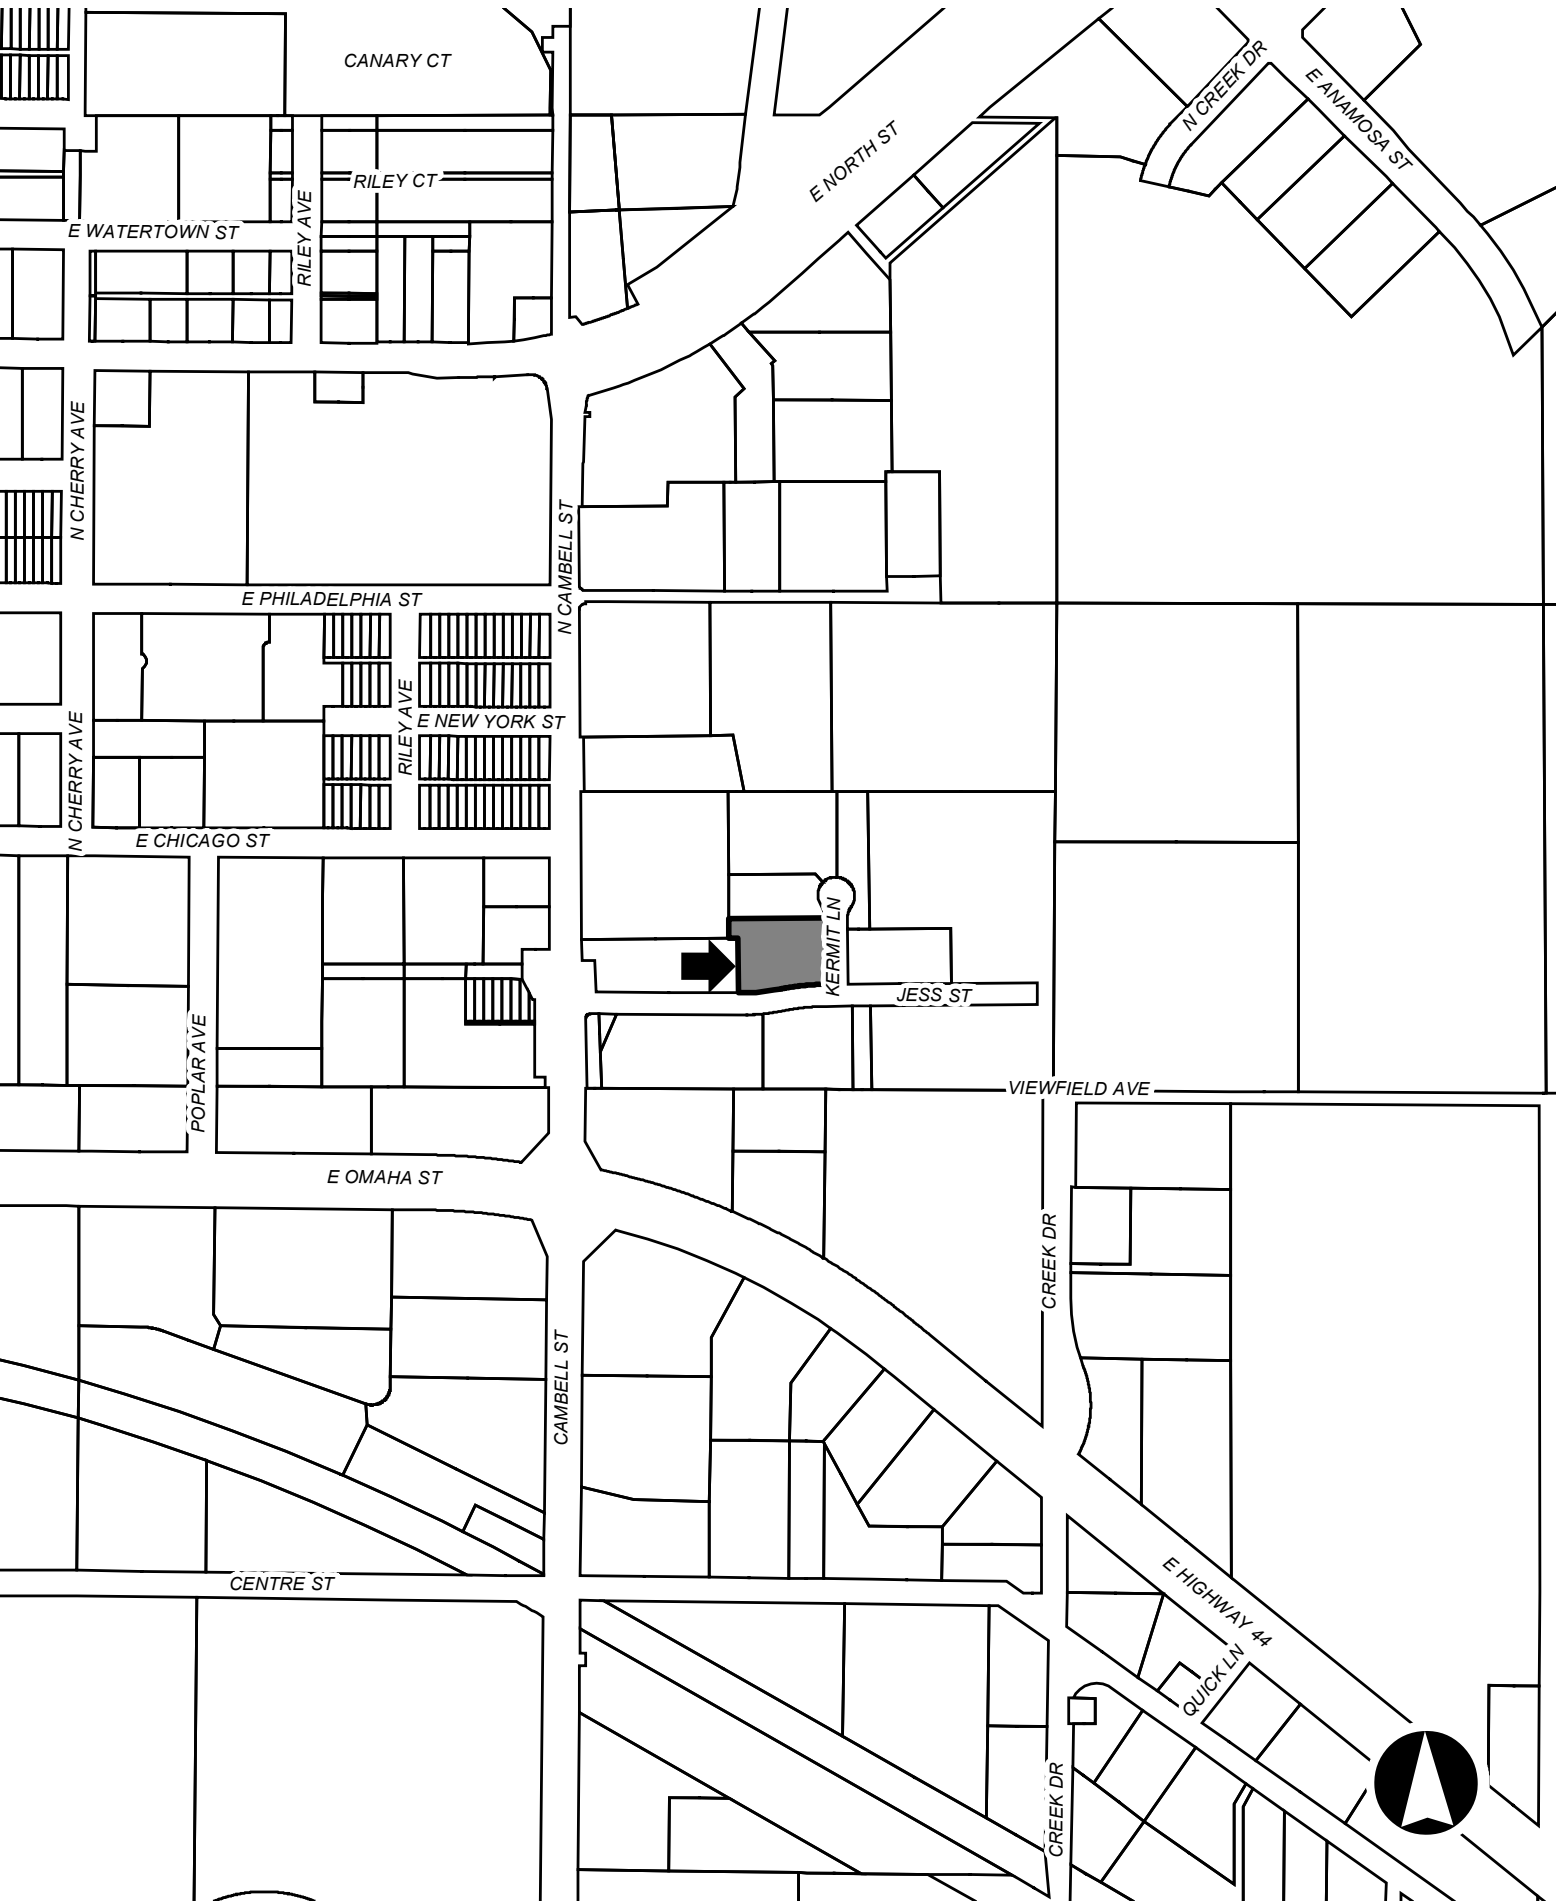 CANARY CT
N CREEK DR
E ANAMOSA ST
E NORTH ST
RILEY CT
E WATERTOWN ST
RILEY AVE
N CHERRY AVE
N CAMBELL ST
E PHILADELPHIA ST
RILEY AVE
E NEW YORK ST
N CHERRY AVE
E CHICAGO ST
KERMIT LN
JESS ST
POPLAR AVE
VIEWFIELD AVE
E OMAHA ST
CREEK DR
CAMBELL ST
CENTRE ST
E HIGHWAY 44
QUICK LN
CREEK DR